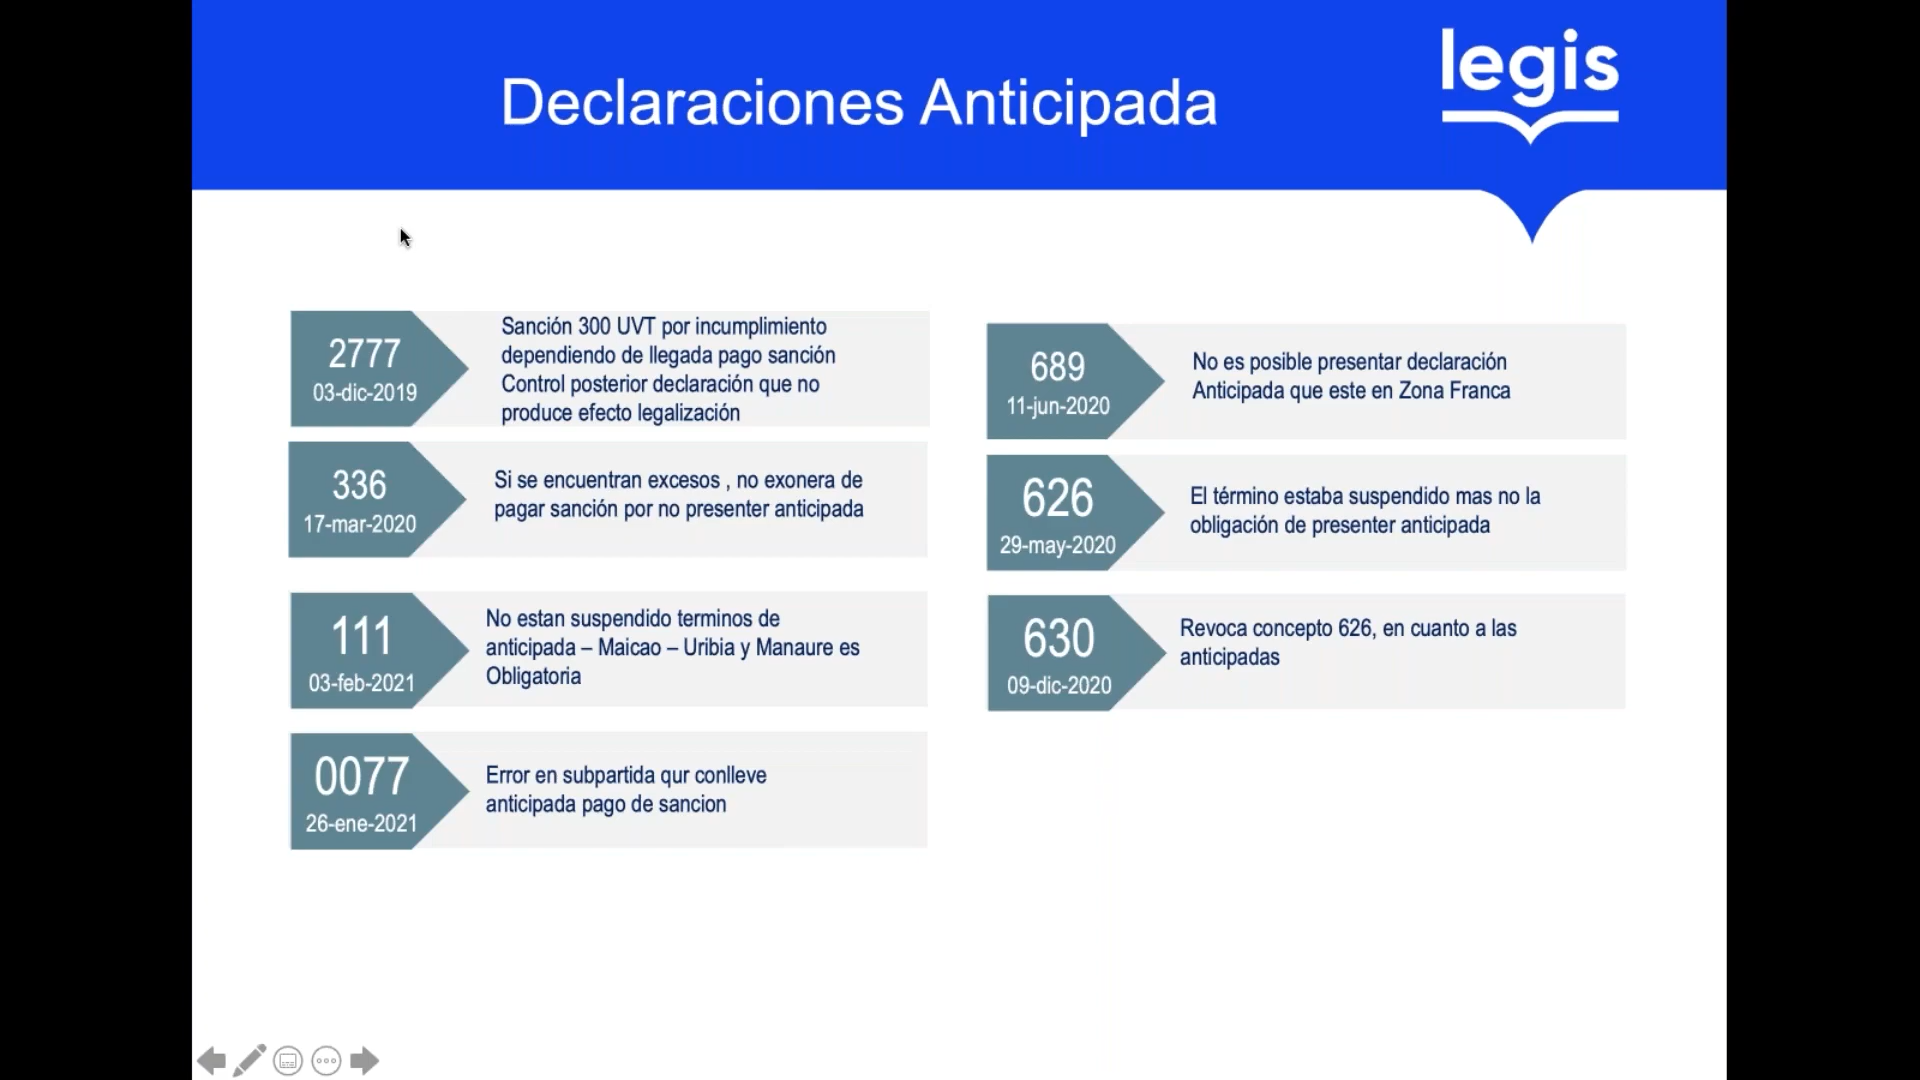 Declaraciones Anticipada
legis
2777
03-dic-2019
Sanción 300 UVT por incumplimiento
dependiendo de llegada pago sanción
Control posterior declaración que no
produce efecto legalización
336
17-mar-2020
Si se encuentran excesos , no exonera de
pagar sanción por no presenter anticipada
111
03-feb-2021
No estan suspendido terminos de
anticipada – Maicao – Uribia y Manaure es
Obligatoria
0077
26-ene-2021
Error en subpartida qur conlleve
anticipada pago de sancion
689
11-jun-2020
No es posible presentar declaración
Anticipada que este en Zona Franca
626
29-may-2020
El término estaba suspendido mas no la
obligación de presenter anticipada
630
09-dic-2020
Revoca concepto 626, en cuanto a las
anticipadas